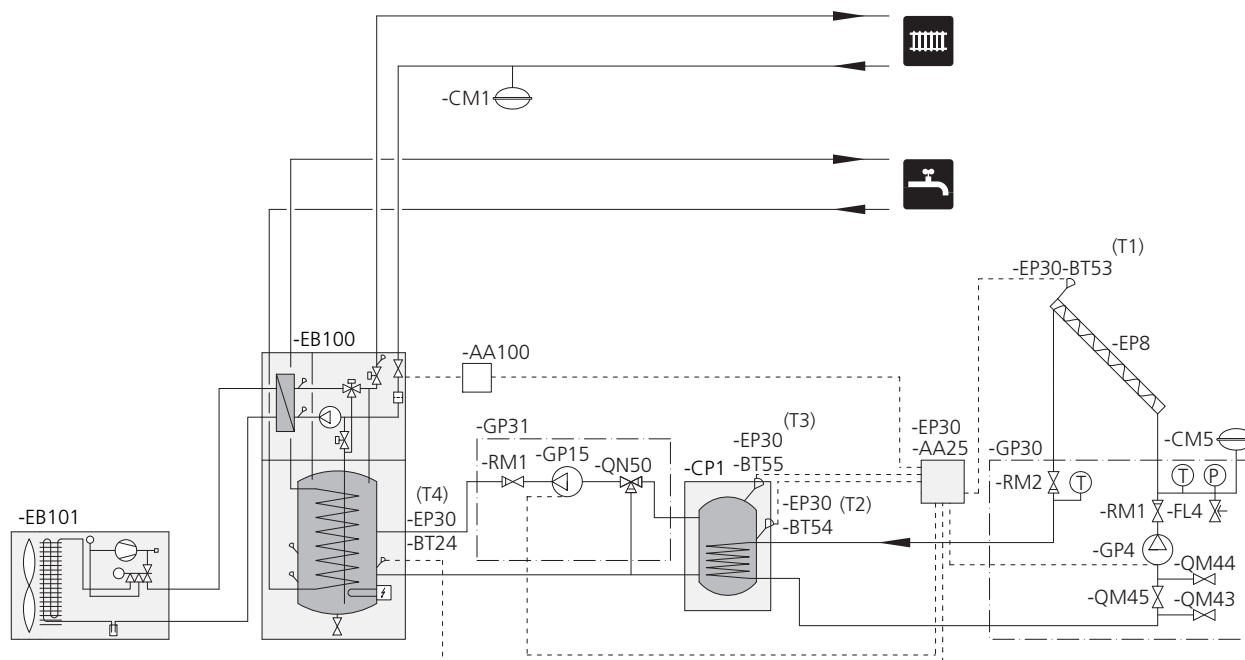 -CM1
(T1)
-EP30-BT53
-EB100
-AA100
-EP8
-GP31
-GP15
-RM1
-QN50
(T3)
-EP30
-BT55
-EP30
-AA25
-CM5
-GP30
-CP1
-RM2
T
T
P
(T4)
-EP30
-BT24
-EP30 (T2)
-BT54
-RM1
-FL4
-EB101
-GP4
-QM44
-QM45
-QM43